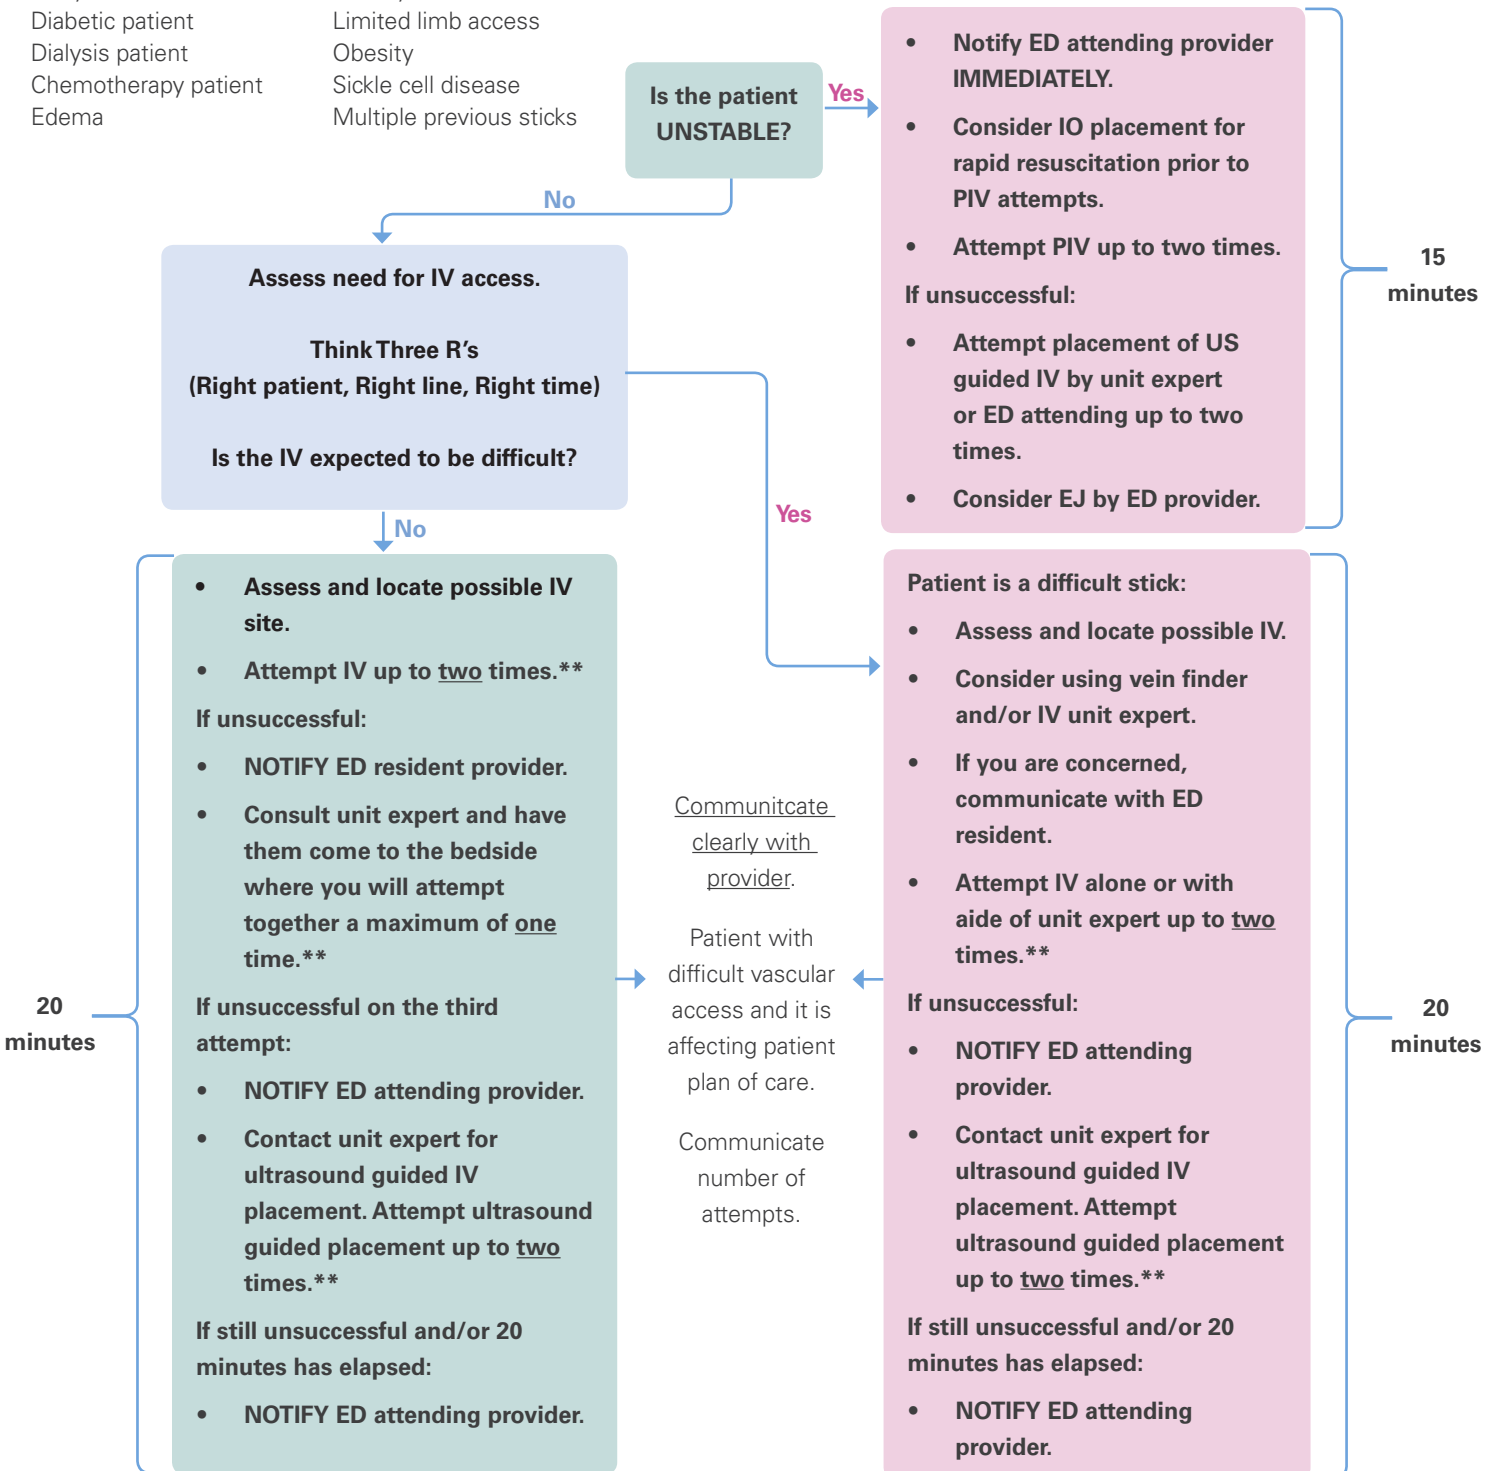 Diabetic patient
Dialysis patient
Chemotherapy patient
Edema
Limited limb access
Obesity
Sickle cell disease
Multiple previous sticks
Is the patient
UNSTABLE?
Yes
• Notify ED attending provider
IMMEDIATELY.
• Consider IO placement for
rapid resuscitation prior to
PIV attempts.
• Attempt PIV up to two times.
If unsuccessful:
• Attempt placement of US
guided IV by unit expert
or ED attending up to two
times.
• Consider EJ by ED provider.
15
minutes
No
Assess need for IV access.
Think Three R’s
(Right patient, Right line, Right time)
Is the IV expected to be difficult?
Yes
No
• Assess and locate possible IV
site.
• Attempt IV up to two times.**
If unsuccessful:
• NOTIFY ED resident provider.
• Consult unit expert and have
them come to the bedside
where you will attempt
together a maximum of one
time.**
If unsuccessful on the third
attempt:
• NOTIFY ED attending provider.
• Contact unit expert for
ultrasound guided IV
placement. Attempt ultrasound
guided placement up to two
times.**
If still unsuccessful and/or 20
minutes has elapsed:
• NOTIFY ED attending provider.
20
minutes
Communitcate
clearly with
provider.
Patient with
difficult vascular
access and it is
affecting patient
plan of care.
Communicate
number of
attempts.
Patient is a difficult stick:
• Assess and locate possible IV.
• Consider using vein finder
and/or IV unit expert.
• If you are concerned,
communicate with ED
resident.
• Attempt IV alone or with
aide of unit expert up to two
times.**
If unsuccessful:
• NOTIFY ED attending
provider.
• Contact unit expert for
ultrasound guided IV
placement. Attempt
ultrasound guided placement
up to two times.**
If still unsuccessful and/or 20
minutes has elapsed:
• NOTIFY ED attending
provider.
20
minutes